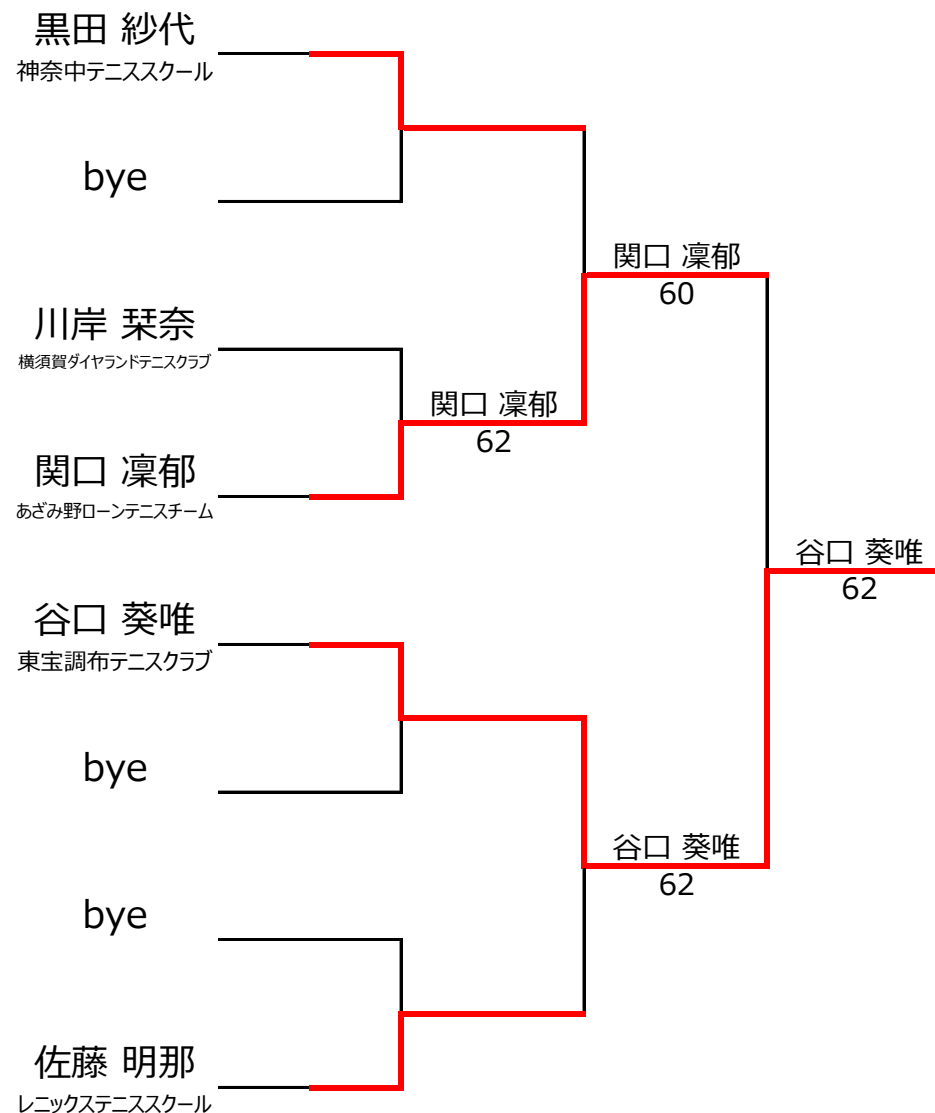 黒田 紗代
神奈中テニススクール
bye
川岸 栞奈
横須賀ダイヤランドテニスクラブ
関口 凜郁
あざみ野ローンテニスチーム
谷口 葵唯
東宝調布テニスクラブ
bye
bye
佐藤 明那
レニックステニススクール
関口 凜郁
62
関口 凜郁
60
谷口 葵唯
62
谷口 葵唯
62